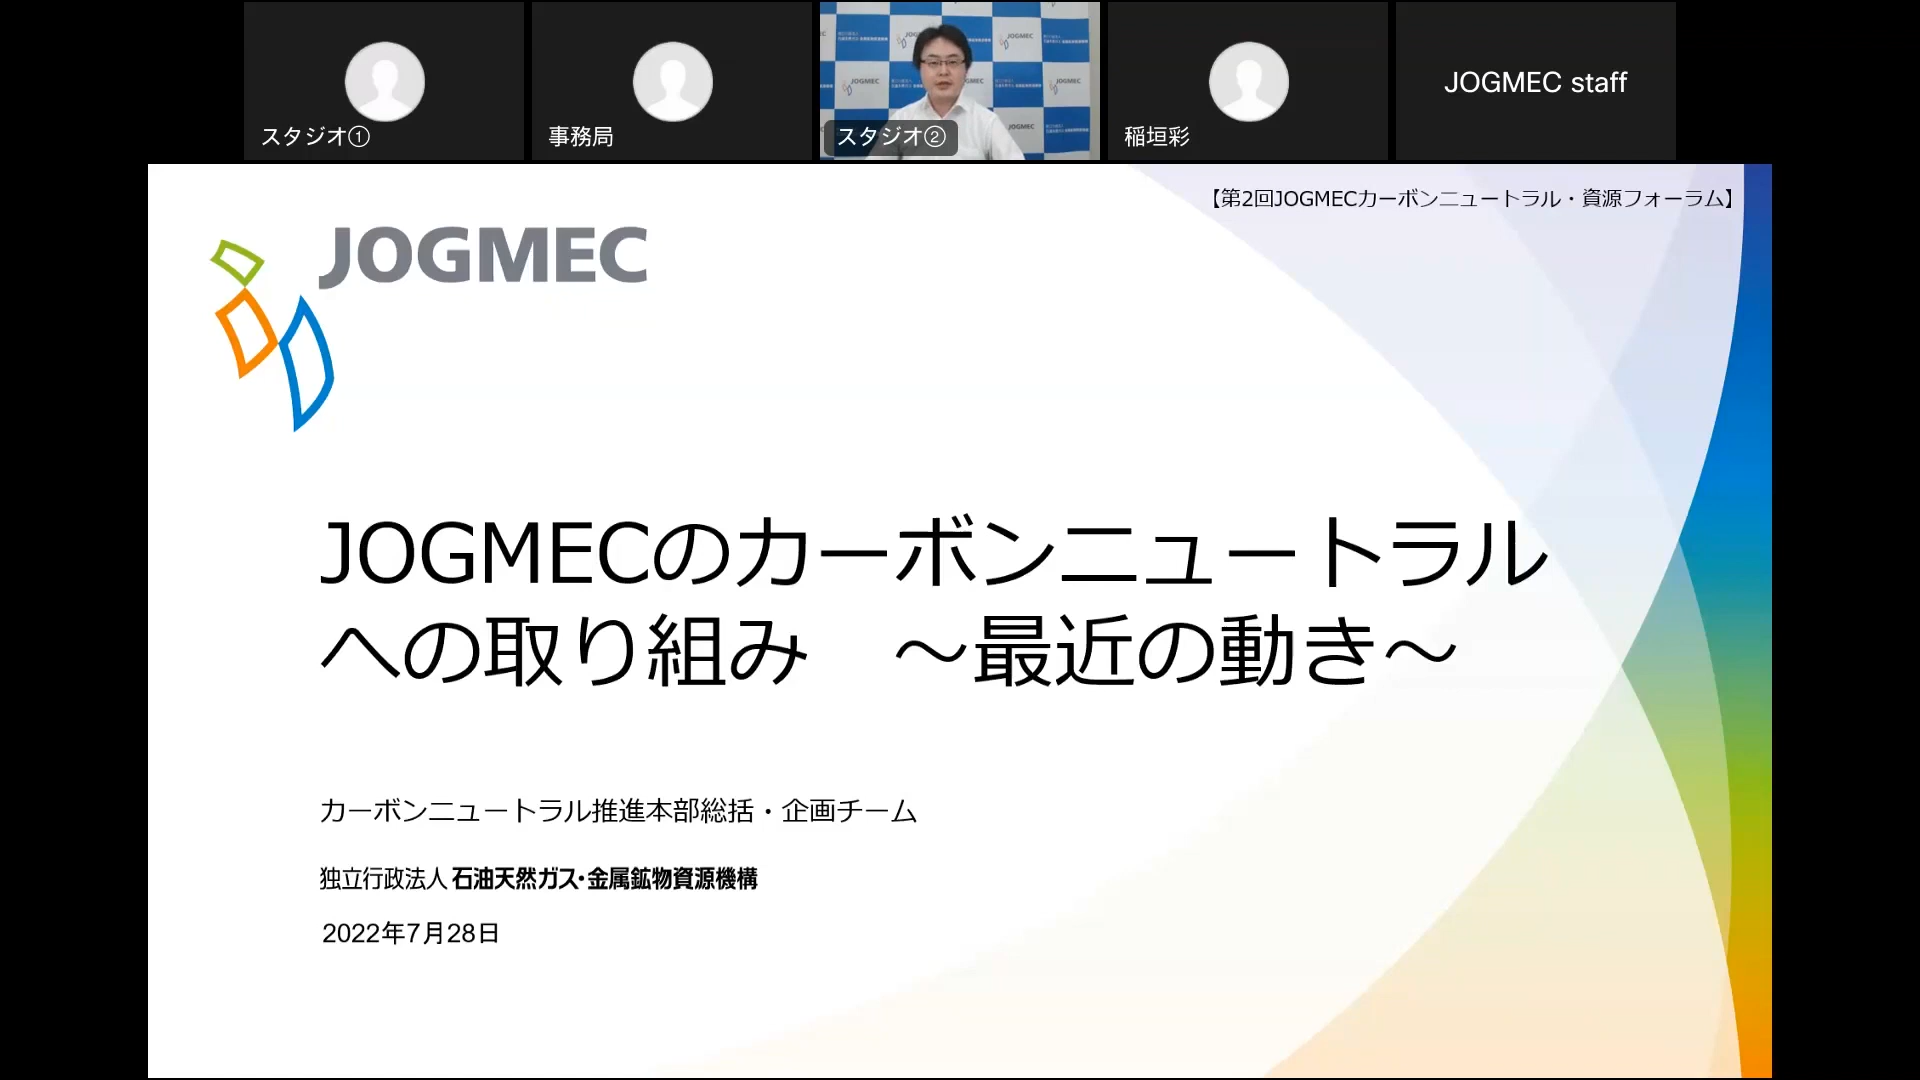 スタジオ①
事務局
スタジオ②
稲垣彩
JOGMEC staff
【第2回JOGMECカーボンニュートラル・資源フォーラム】
JOGMEC
JOGMECのカーボンニュートラル
への取り組み　～最近の動き～
カーボンニュートラル推進本部総括・企画チーム
独立行政法人 石油天然ガス・金属鉱物資源機構
2022年7月28日